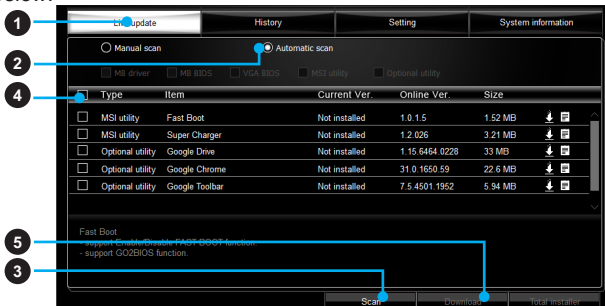 Live update History Setting System information
1
Manual scan Automatic scan
2
MB driver MB BIOS VGA BIOS MSI utility Optional utility
4
Type Item Current Ver. Online Ver. Size
MSI utility Fast Boot Not installed 1.0.1.5 1.52 MB
MSI utility Super Charger Not installed 1.2.026 3.21 MB
Optional utility Google Drive Not installed 1.15.6464.0228 33 MB
Optional utility Google Chrome Not installed 31.0.1650.59 22.6 MB
Optional utility Google Toolbar Not installed 7.5.4501.1952 5.94 MB
Fast Boot
- support Enable/Disable FAST BOOT function.
- support GO2BIOS function.
5
3
Scan Download Total installer